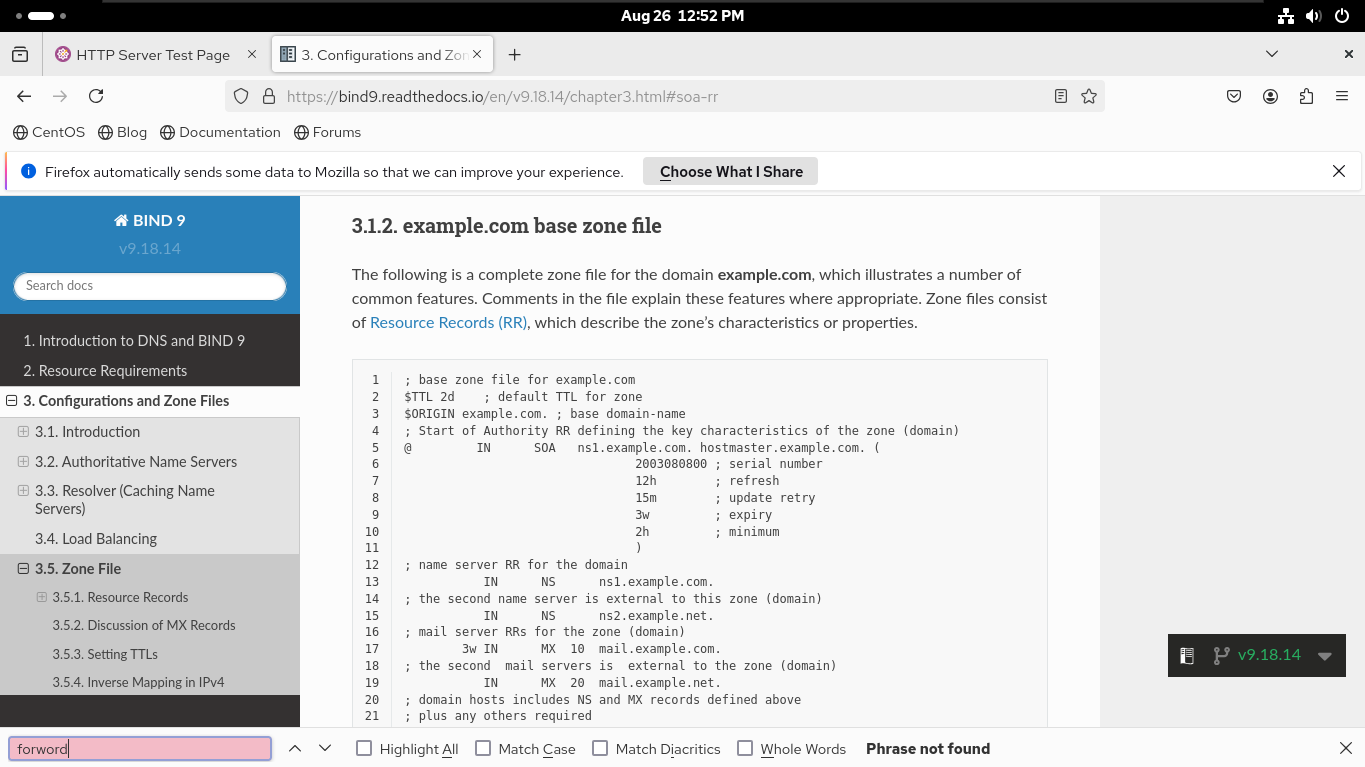 Aug 26 12:52 PM
HTTP Server Test Page
3. Configurations and Zon
https://bind9.readthedocs.io/en/v9.18.14/chapter3.html#soa-rr
CentOS Blog Documentation Forums
Firefox automatically sends some data to Mozilla so that we can improve your experience. Choose What I Share
BIND 9
v9.18.14
Search docs
1. Introduction to DNS and BIND 9
2. Resource Requirements
3. Configurations and Zone Files
3.1. Introduction
3.2. Authoritative Name Servers
3.3. Resolver (Caching Name
Servers)
3.4. Load Balancing
3.5. Zone File
3.5.1. Resource Records
3.5.2. Discussion of MX Records
3.5.3. Setting TTLs
3.5.4. Inverse Mapping in IPv4
3.1.2. example.com base zone file
The following is a complete zone file for the domain example.com, which illustrates a number of
common features. Comments in the file explain these features where appropriate. Zone files consist
of Resource Records (RR), which describe the zone’s characteristics or properties.
1 ; base zone file for example.com
2 $TTL 2d ; default TTL for zone
3 $ORIGIN example.com. ; base domain-name
4 ; Start of Authority RR defining the key characteristics of the zone (domain)
5 @ IN SOA ns1.example.com. hostmaster.example.com. (
6 2003080800 ; serial number
7 12h ; refresh
8 15m ; update retry
9 3w ; expiry
10 2h ; minimum
11 )
12 ; name server RR for the domain
13 IN NS ns1.example.com.
14 ; the second name server is external to this zone (domain)
15 IN NS ns2.example.net.
16 ; mail server RRs for the zone (domain)
17 3w IN MX 10 mail.example.com.
18 ; the second  mail servers is  external to the zone (domain)
19 IN MX 20 mail.example.net.
20 ; domain hosts includes NS and MX records defined above
21 ; plus any others required
v9.18.14
forword Highlight All Match Case Match Diacritics Whole Words Phrase not found